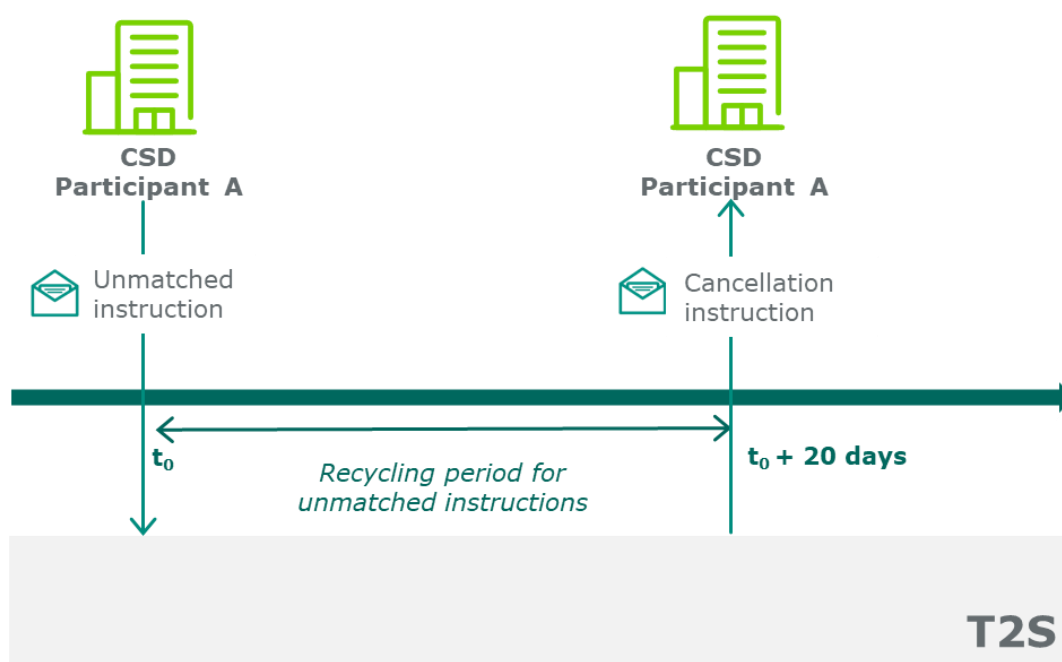 CSD
Participant A
CSD
Participant A
Unmatched
instruction
Cancellation
instruction
t₀
Recycling period for
unmatched instructions
t₀ + 20 days
T2S